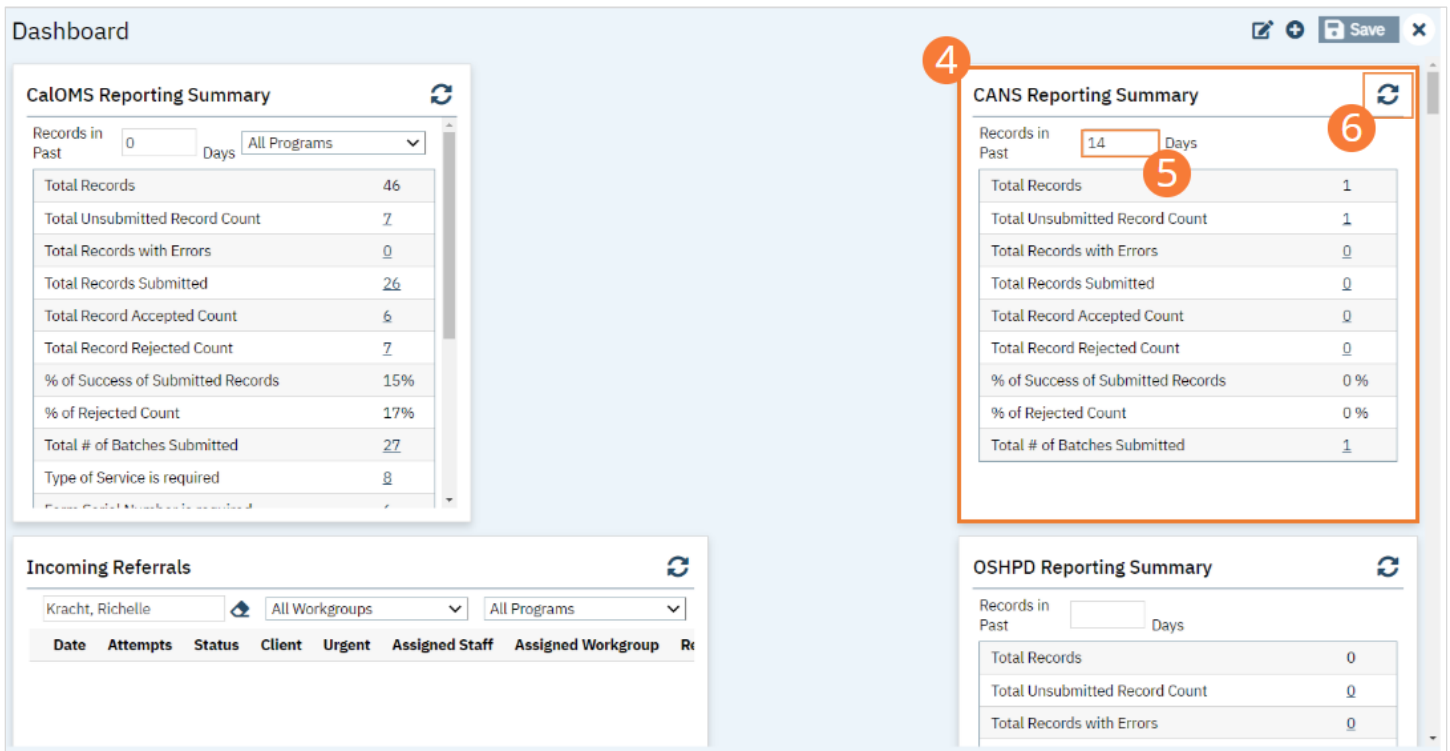 Dashboard
Save
4
CalOMS Reporting Summary
Records in Past 0 Days All Programs
Total Records 46
Total Unsubmitted Record Count 7
Total Records with Errors 0
Total Records Submitted 26
Total Record Accepted Count 6
Total Record Rejected Count 7
% of Success of Submitted Records 15%
% of Rejected Count 17%
Total # of Batches Submitted 27
Type of Service is required 8
CANS Reporting Summary
6
Records in Past 14 Days
5
Total Records 1
Total Unsubmitted Record Count 1
Total Records with Errors 0
Total Records Submitted 0
Total Record Accepted Count 0
Total Record Rejected Count 0
% of Success of Submitted Records 0 %
% of Rejected Count 0 %
Total # of Batches Submitted 1
Incoming Referrals
Kracht, Richelle All Workgroups All Programs
Date Attempts Status Client Urgent Assigned Staff Assigned Workgroup Re
OSHPD Reporting Summary
Records in Past Days
Total Records 0
Total Unsubmitted Record Count 0
Total Records with Errors 0